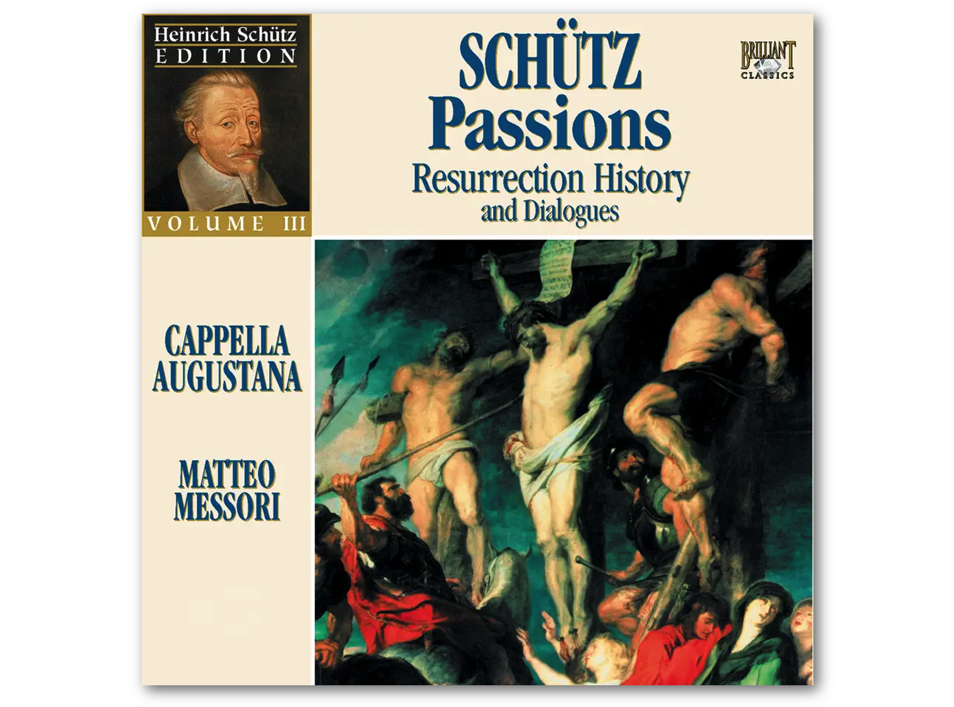 Heinrich Schütz
EDITION
VOLUME III
SCHÜTZ
Passions
Resurrection History
and Dialogues
BRILLIANT
CLASSICS
CAPPELLA
AUGUSTANA
MATTEO
MESSORI